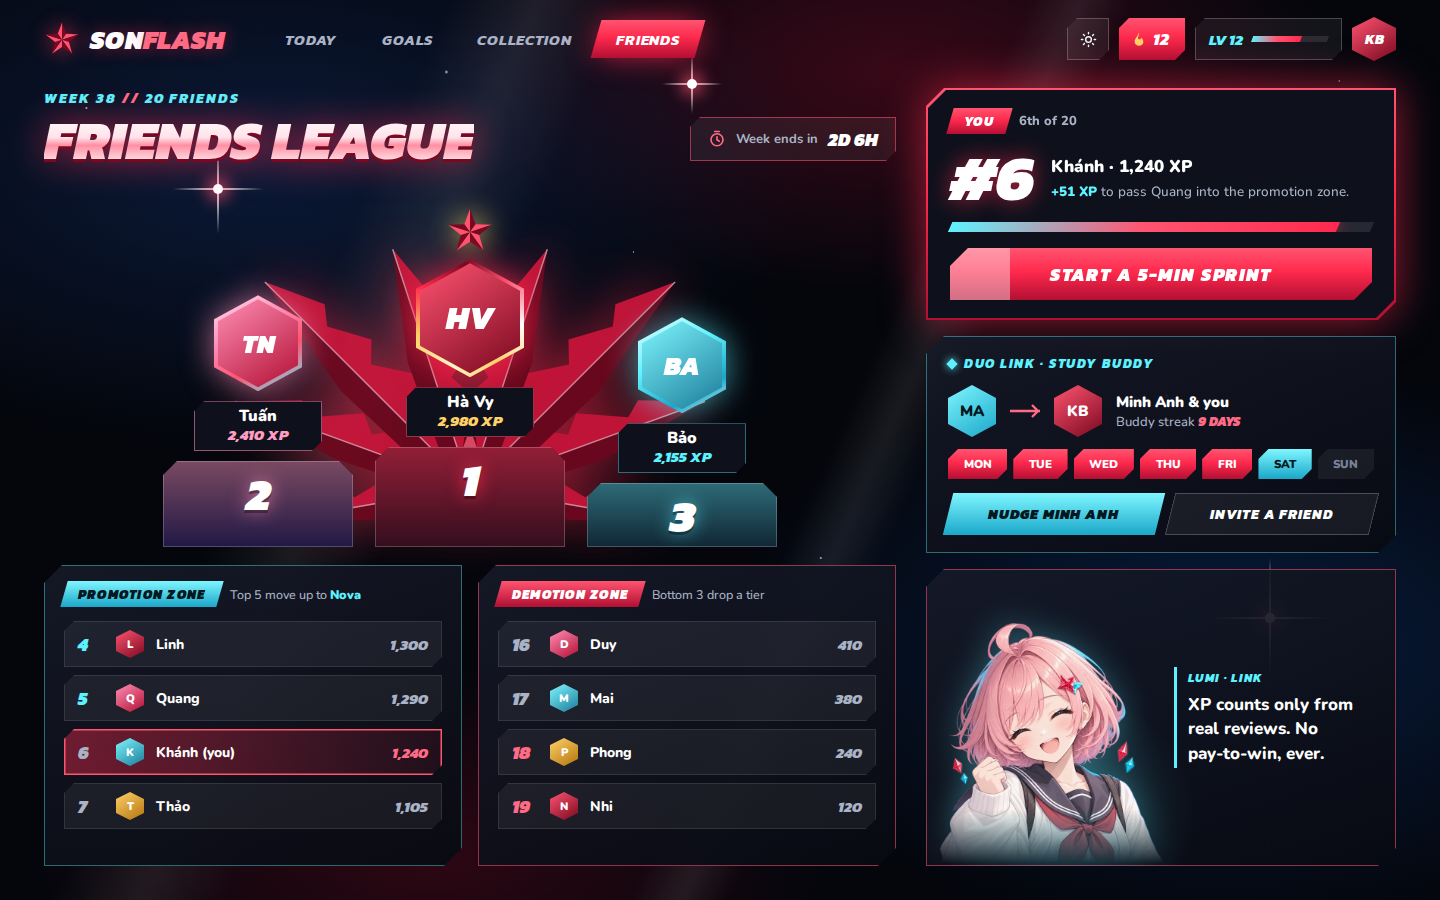 SONFLASH
TODAY
GOALS
COLLECTION
FRIENDS
12
LV 12
KB
WEEK 38 // 20 FRIENDS
FRIENDS LEAGUE
Week ends in 2D 6H
TN
HV
BA
Tuấn
2,410 XP
Hà Vy
2,980 XP
Bảo
2,155 XP
2
1
3
PROMOTION ZONE
Top 5 move up to Nova
4 L Linh 1,300
5 Q Quang 1,290
6 K Khánh (you) 1,240
7 T Thảo 1,105
DEMOTION ZONE
Bottom 3 drop a tier
16 D Duy 410
17 M Mai 380
18 P Phong 240
19 N Nhi 120
YOU
6th of 20
#6
Khánh · 1,240 XP
+51 XP to pass Quang into the promotion zone.
START A 5-MIN SPRINT
DUO LINK · STUDY BUDDY
MA
KB
Minh Anh & you
Buddy streak 9 DAYS
MON
TUE
WED
THU
FRI
SAT
SUN
NUDGE MINH ANH
INVITE A FRIEND
LUMI · LINK
XP counts only from
real reviews. No
pay-to-win, ever.